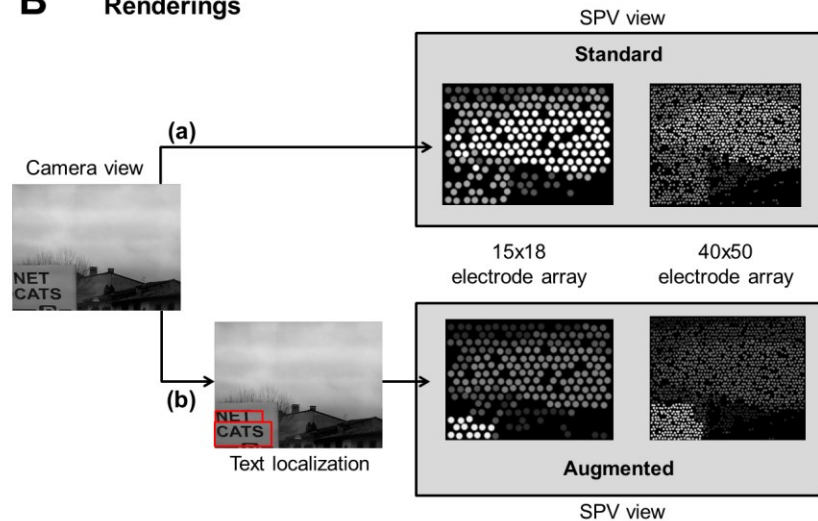 B Renderings
SPV view
Standard
(a)
Camera view
NET
CATS
15x18
electrode array
40x50
electrode array
(b)
NET
CATS
Text localization
Augmented
SPV view